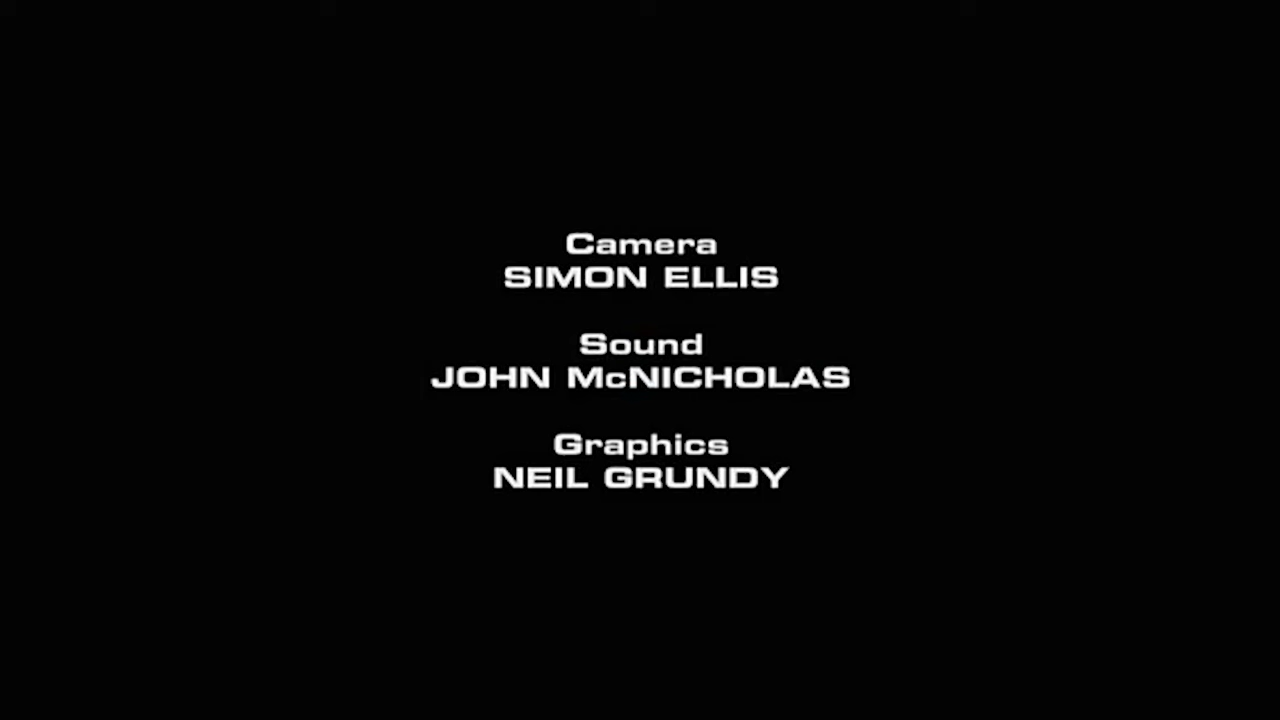 Camera
SIMON ELLIS
Sound
JOHN McNICHOLAS
Graphics
NEIL GRUNDY